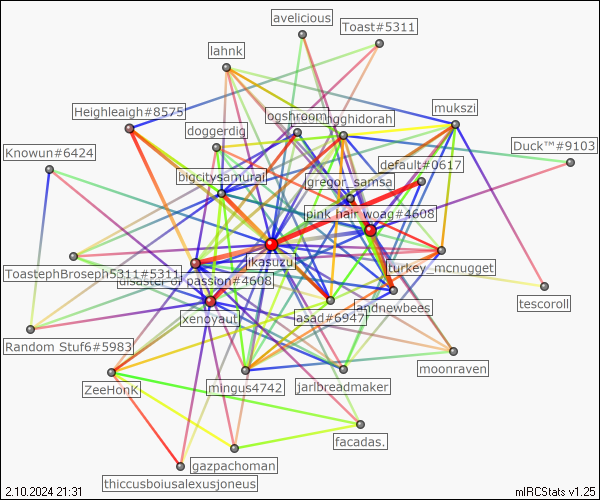 avelicious
Toast#5311
lahnk
Heighleaigh#8575
ogshroom
ghidorah
mukszi
doggerdig
Duck™#9103
Knowun#6424
default#0617
bigcitysamurai
gregor_samsa
pink hair woag#4608
ikasuzu
turkey_mcnugget
ToastephBroseph5311#5311
disaster of passion#4608
andnewbees
tescoroll
xenoyaut
asad#6947
Random Stuf6#5983
moonraven
ZeeHonK
mingus4742
jarlbreadmaker
facadas.
gazpachoman
thiccusboiusalexusjoneus
2.10.2024 21:31
mIRCStats v1.25